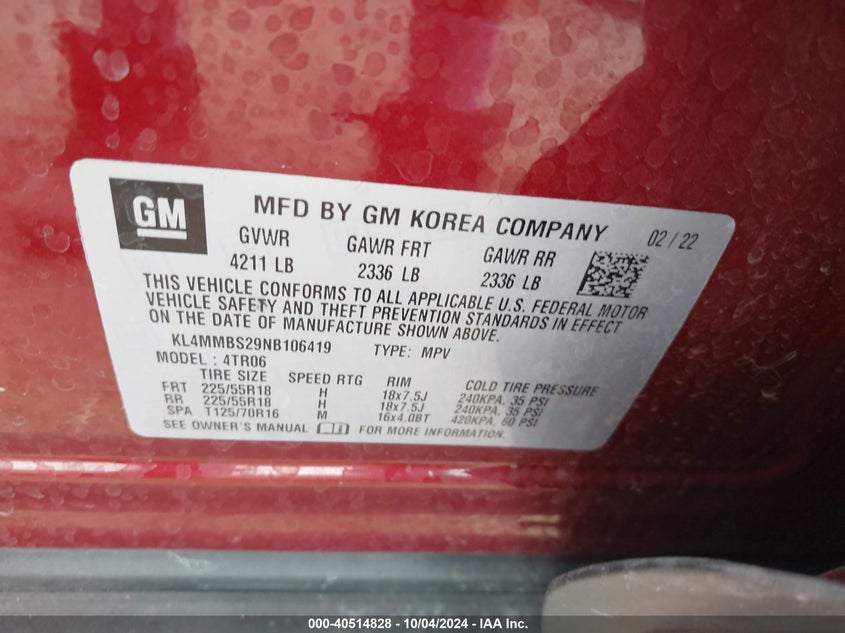 GM
MFD BY GM KOREA COMPANY 02 / 22
GVWR GAWR FRT GAWR RR
4211 LB 2336 LB 2336 LB
THIS VEHICLE CONFORMS TO ALL APPLICABLE U.S. FEDERAL MOTOR
VEHICLE SAFETY AND THEFT PREVENTION STANDARDS IN EFFECT
ON THE DATE OF MANUFACTURE SHOWN ABOVE.
KL4MMBS29NB106419 TYPE: MPV
MODEL : 4TR06
TIRE SIZE SPEED RTG RIM COLD TIRE PRESSURE
FRT 225/55R18 H 18x7.5J 240KPA, 35 PSI
RR 225/55R18 H 18x7.5J 240KPA, 35 PSI
SPA T125/70R16 M 16x4.0BT 420KPA, 60 PSI
SEE OWNER'S MANUAL FOR MORE INFORMATION.
000-40514828 - 10/04/2024 - IAA Inc.